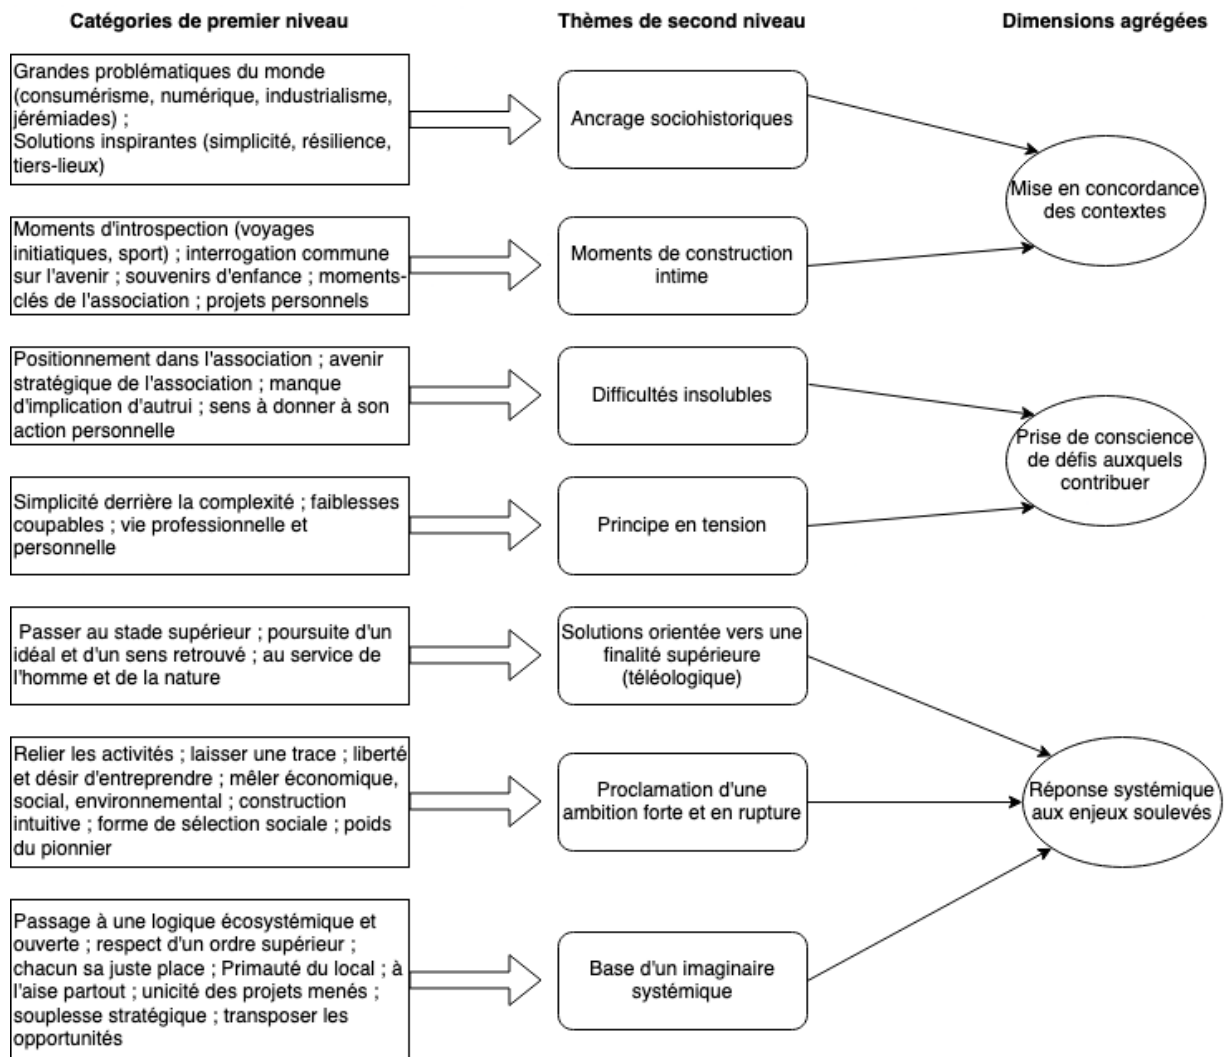 Catégories de premier niveau
Thèmes de second niveau
Dimensions agrégées
Grandes problématiques du monde
(consumérisme, numérique, industrialisme,
jérémiades) ;
Solutions inspirantes (simplicité, résilience,
tiers-lieux)
Ancrage sociohistoriques
Mise en concordance
des contextes
Moments d'introspection (voyages
initiatiques, sport) ; interrogation commune
sur l'avenir ; souvenirs d'enfance ; moments-
clés de l'association ; projets personnels
Moments de construction
intime
Positionnement dans l'association ; avenir
stratégique de l'association ; manque
d'implication d'autrui ; sens à donner à son
action personnelle
Difficultés insolubles
Prise de conscience
de défis auxquels
contribuer
Simplicité derrière la complexité ; faiblesses
coupables ; vie professionnelle et
personnelle
Principe en tension
Passer au stade supérieur ; poursuite d'un
idéal et d'un sens retrouvé ; au service de
l'homme et de la nature
Solutions orientée vers une
finalité supérieure
(téléologique)
Relier les activités ; laisser une trace ; liberté
et désir d'entreprendre ; mêler économique,
social, environnemental ; construction
intuitive ; forme de sélection sociale ; poids
du pionnier
Proclamation d'une
ambition forte et en rupture
Réponse systémique
aux enjeux soulevés
Passage à une logique écosystémique et
ouverte ; respect d'un ordre supérieur ;
chacun sa juste place ; Primauté du local ; à
l'aise partout ; unicité des projets menés ;
souplesse stratégique ; transposer les
opportunités
Base d'un imaginaire
systémique